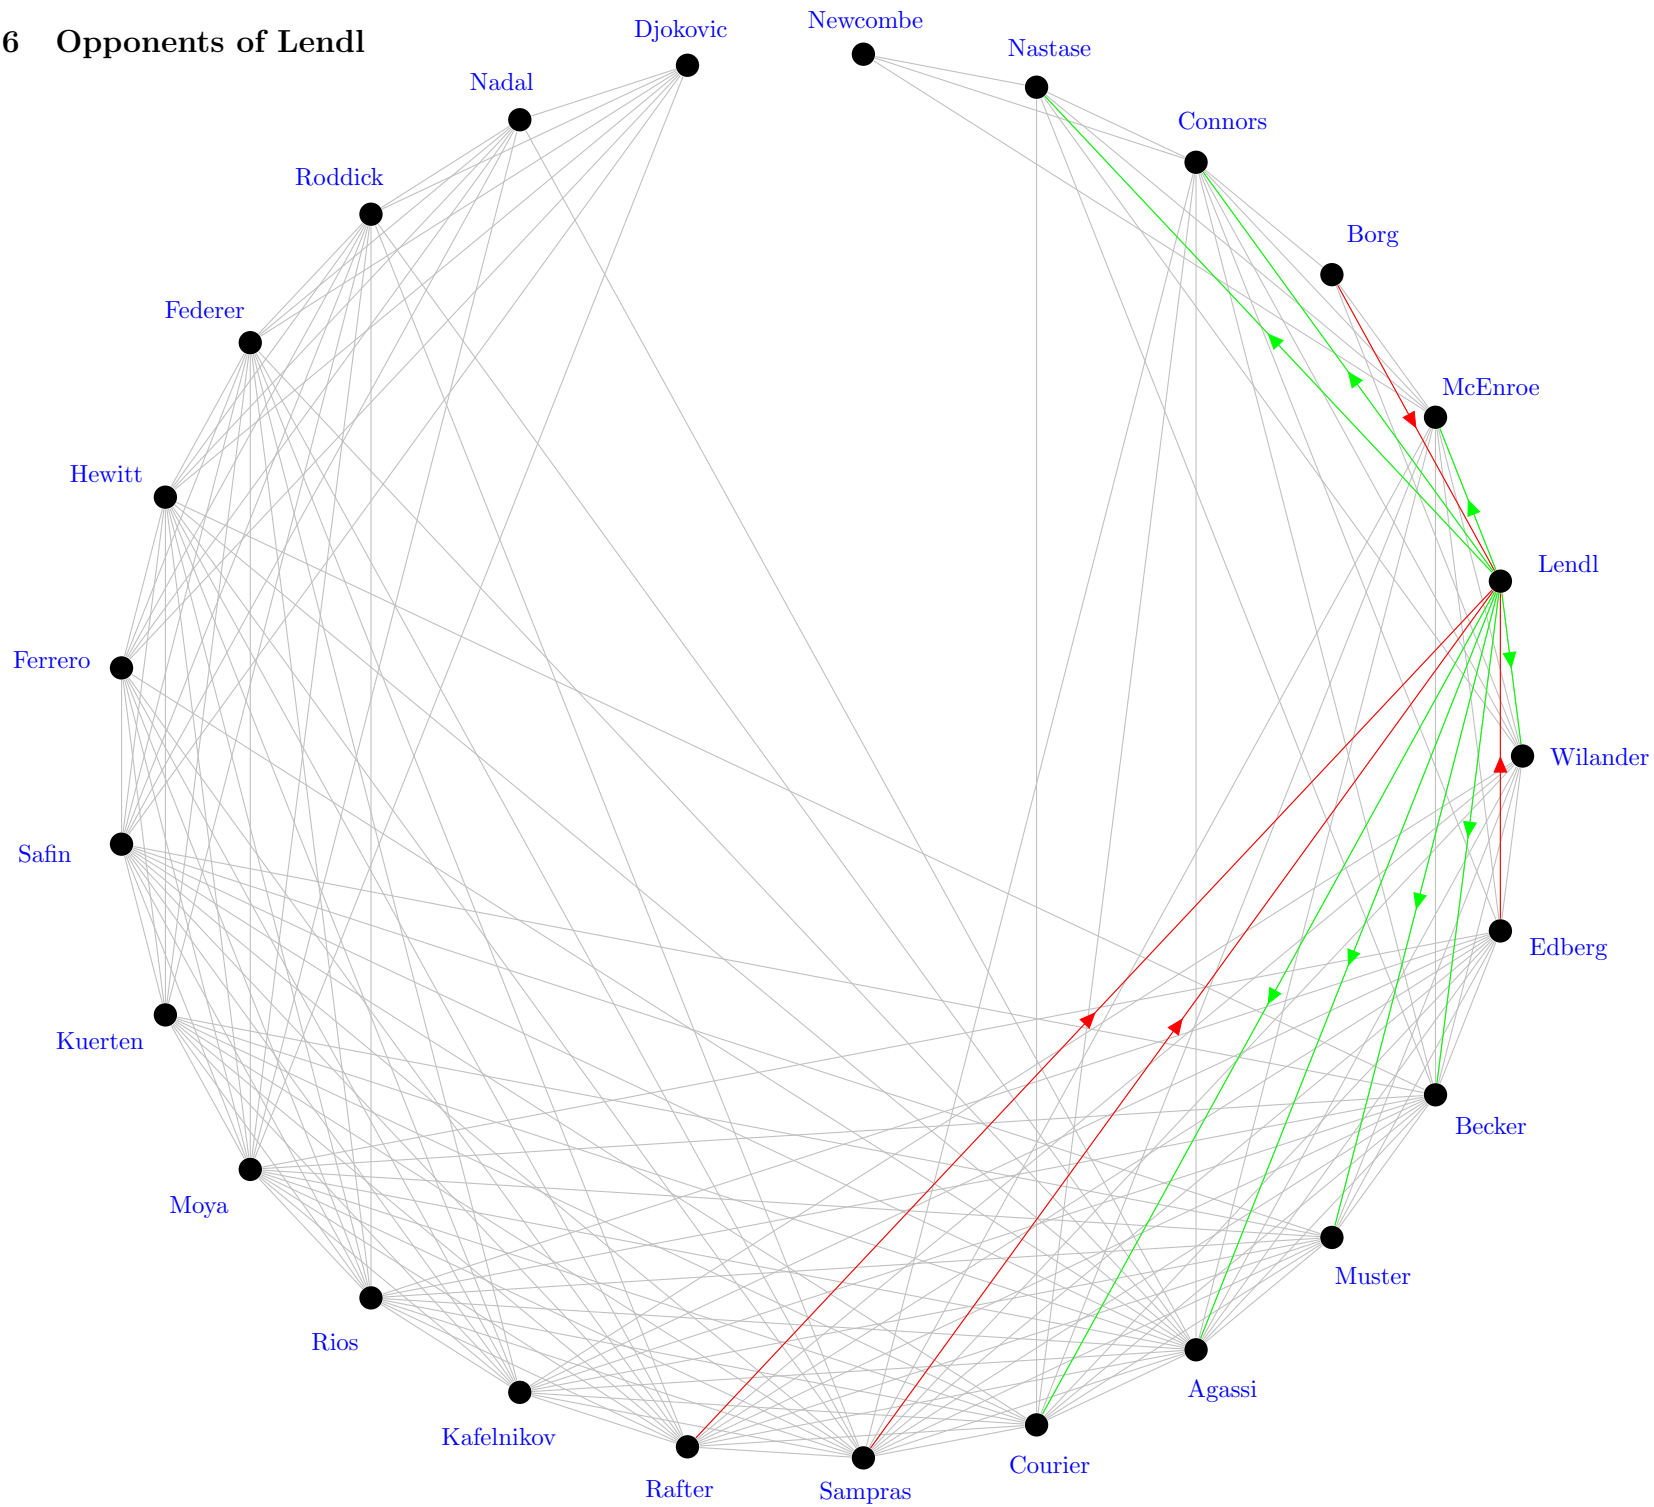 6 Opponents of Lendl
Newcombe
Djokovic
Nastase
Nadal
Connors
Roddick
Borg
Federer
McEnroe
Hewitt
Lendl
Ferrero
Wilander
Safin
Edberg
Kuerten
Becker
Moya
Muster
Rios
Agassi
Kafelnikov
Courier
Rafter
Sampras